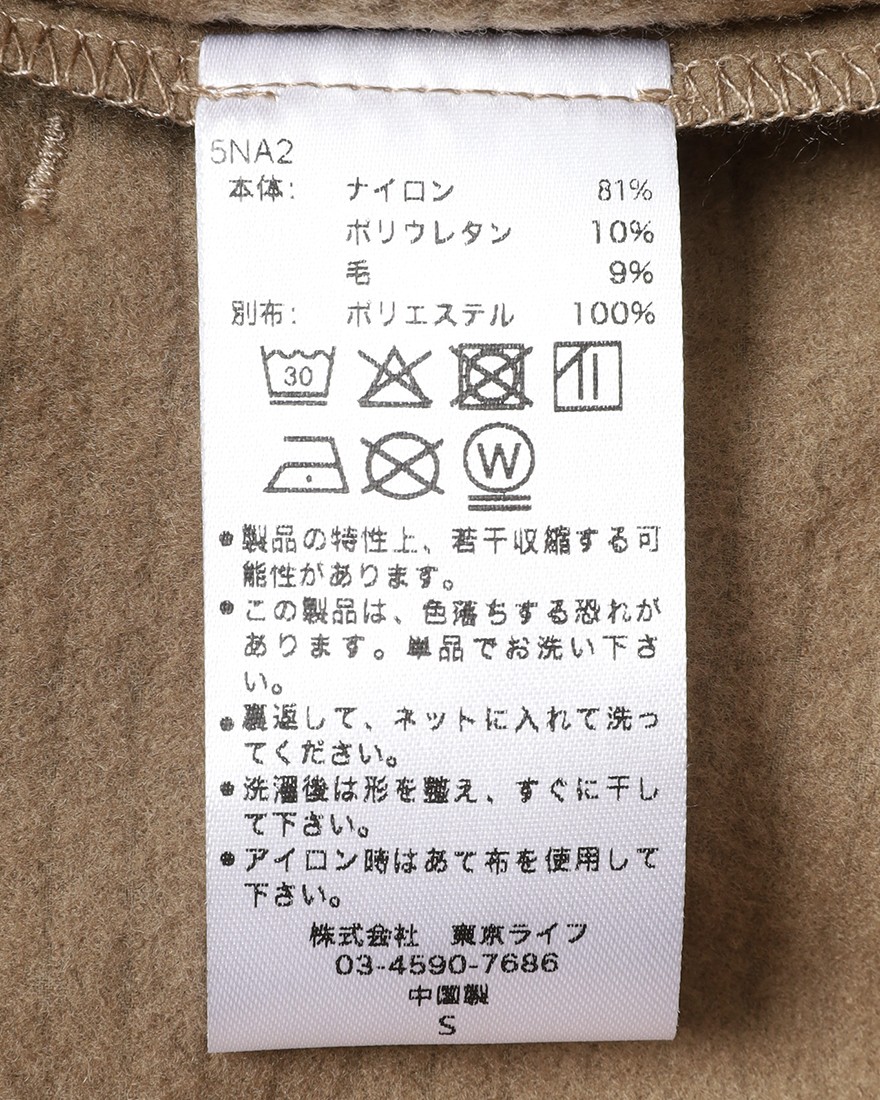 5NA2
本体: ナイロン 81%
ポリウレタン 10%
毛 9%
別布: ポリエステル 100%
30
W
●製品の特性上、若干収縮する可
能性があります。
●この製品は、色落ちする恐れが
あります。単品でお洗い下さ
い。
●裏返して、ネットに入れて洗っ
てください。
●洗濯後は形を整え、すぐに干し
て下さい。
●アイロン時はあて布を使用して
下さい。
株式会社 東京ライフ
03-4590-7686
中国製
S